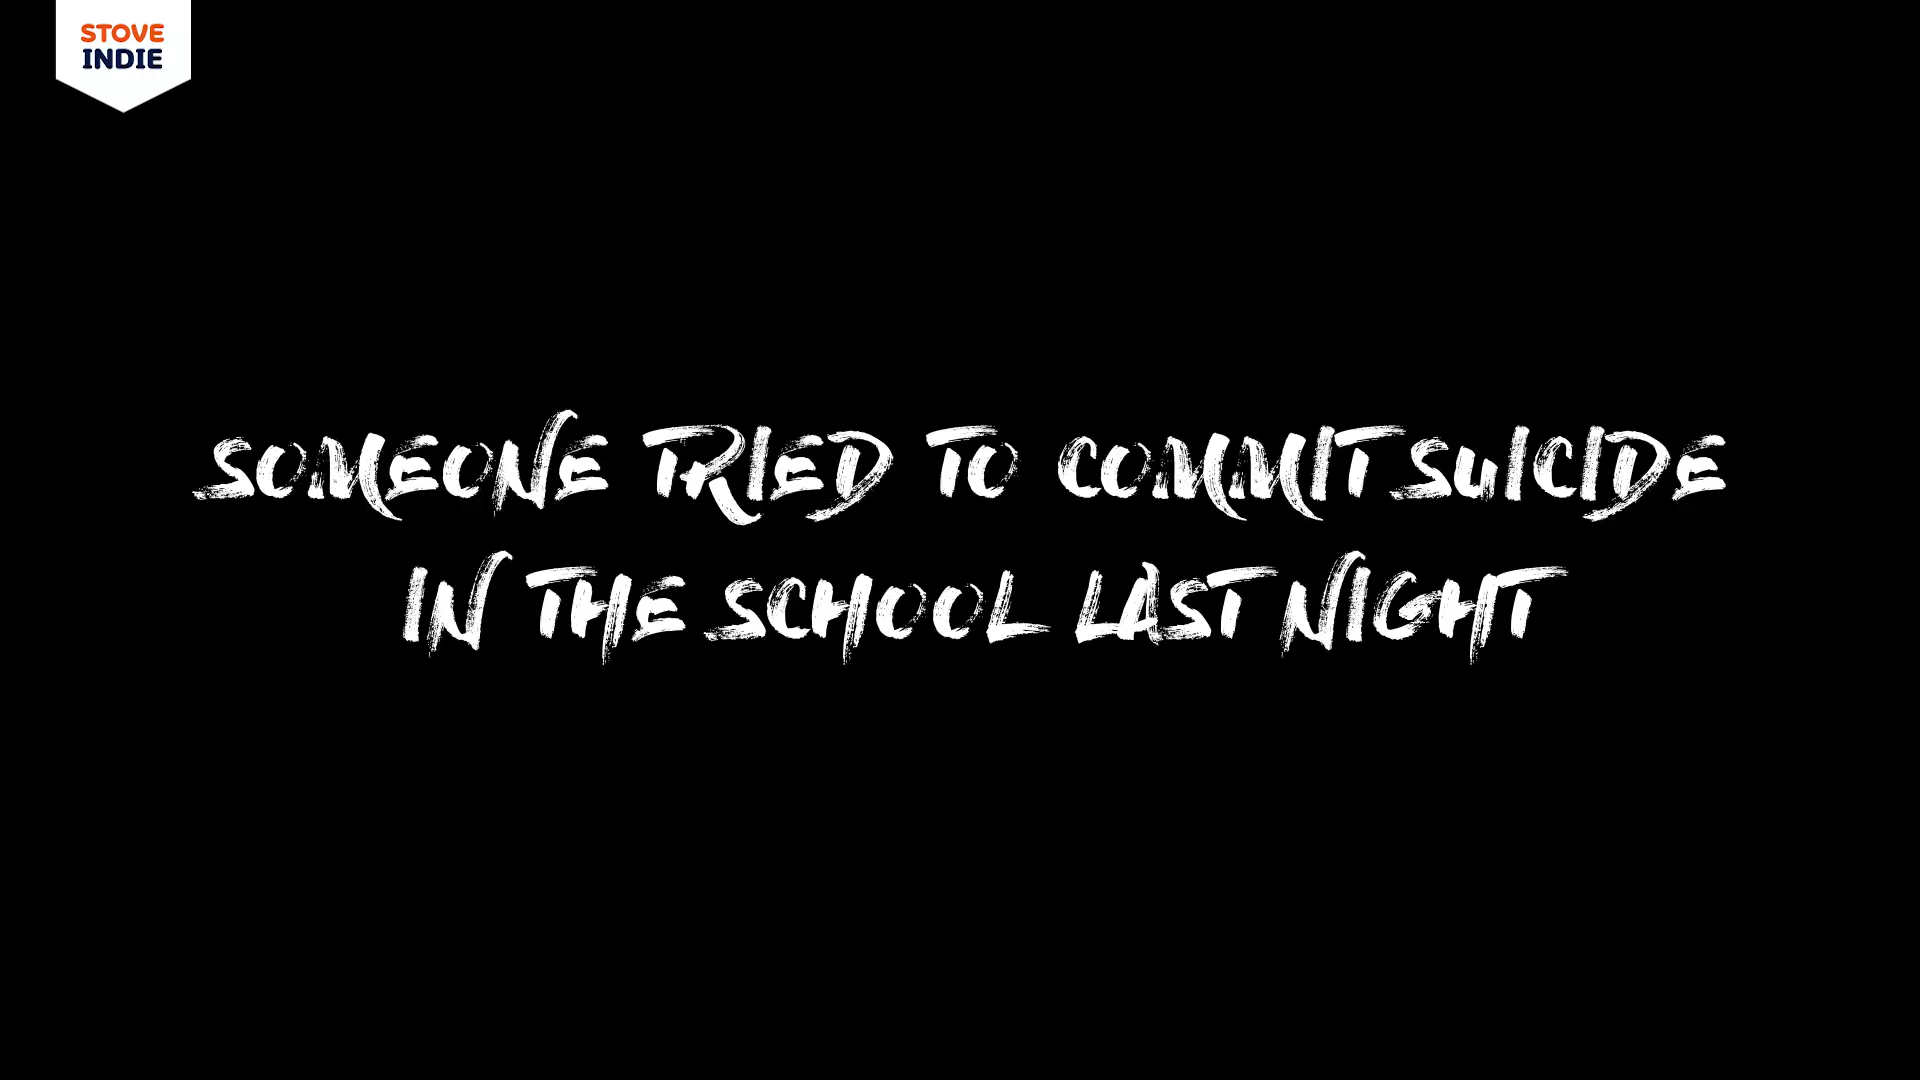 STOVE
INDIE
SOMEONE TRIED TO COMMIT SUICIDE
IN THE SCHOOL LAST NIGHT